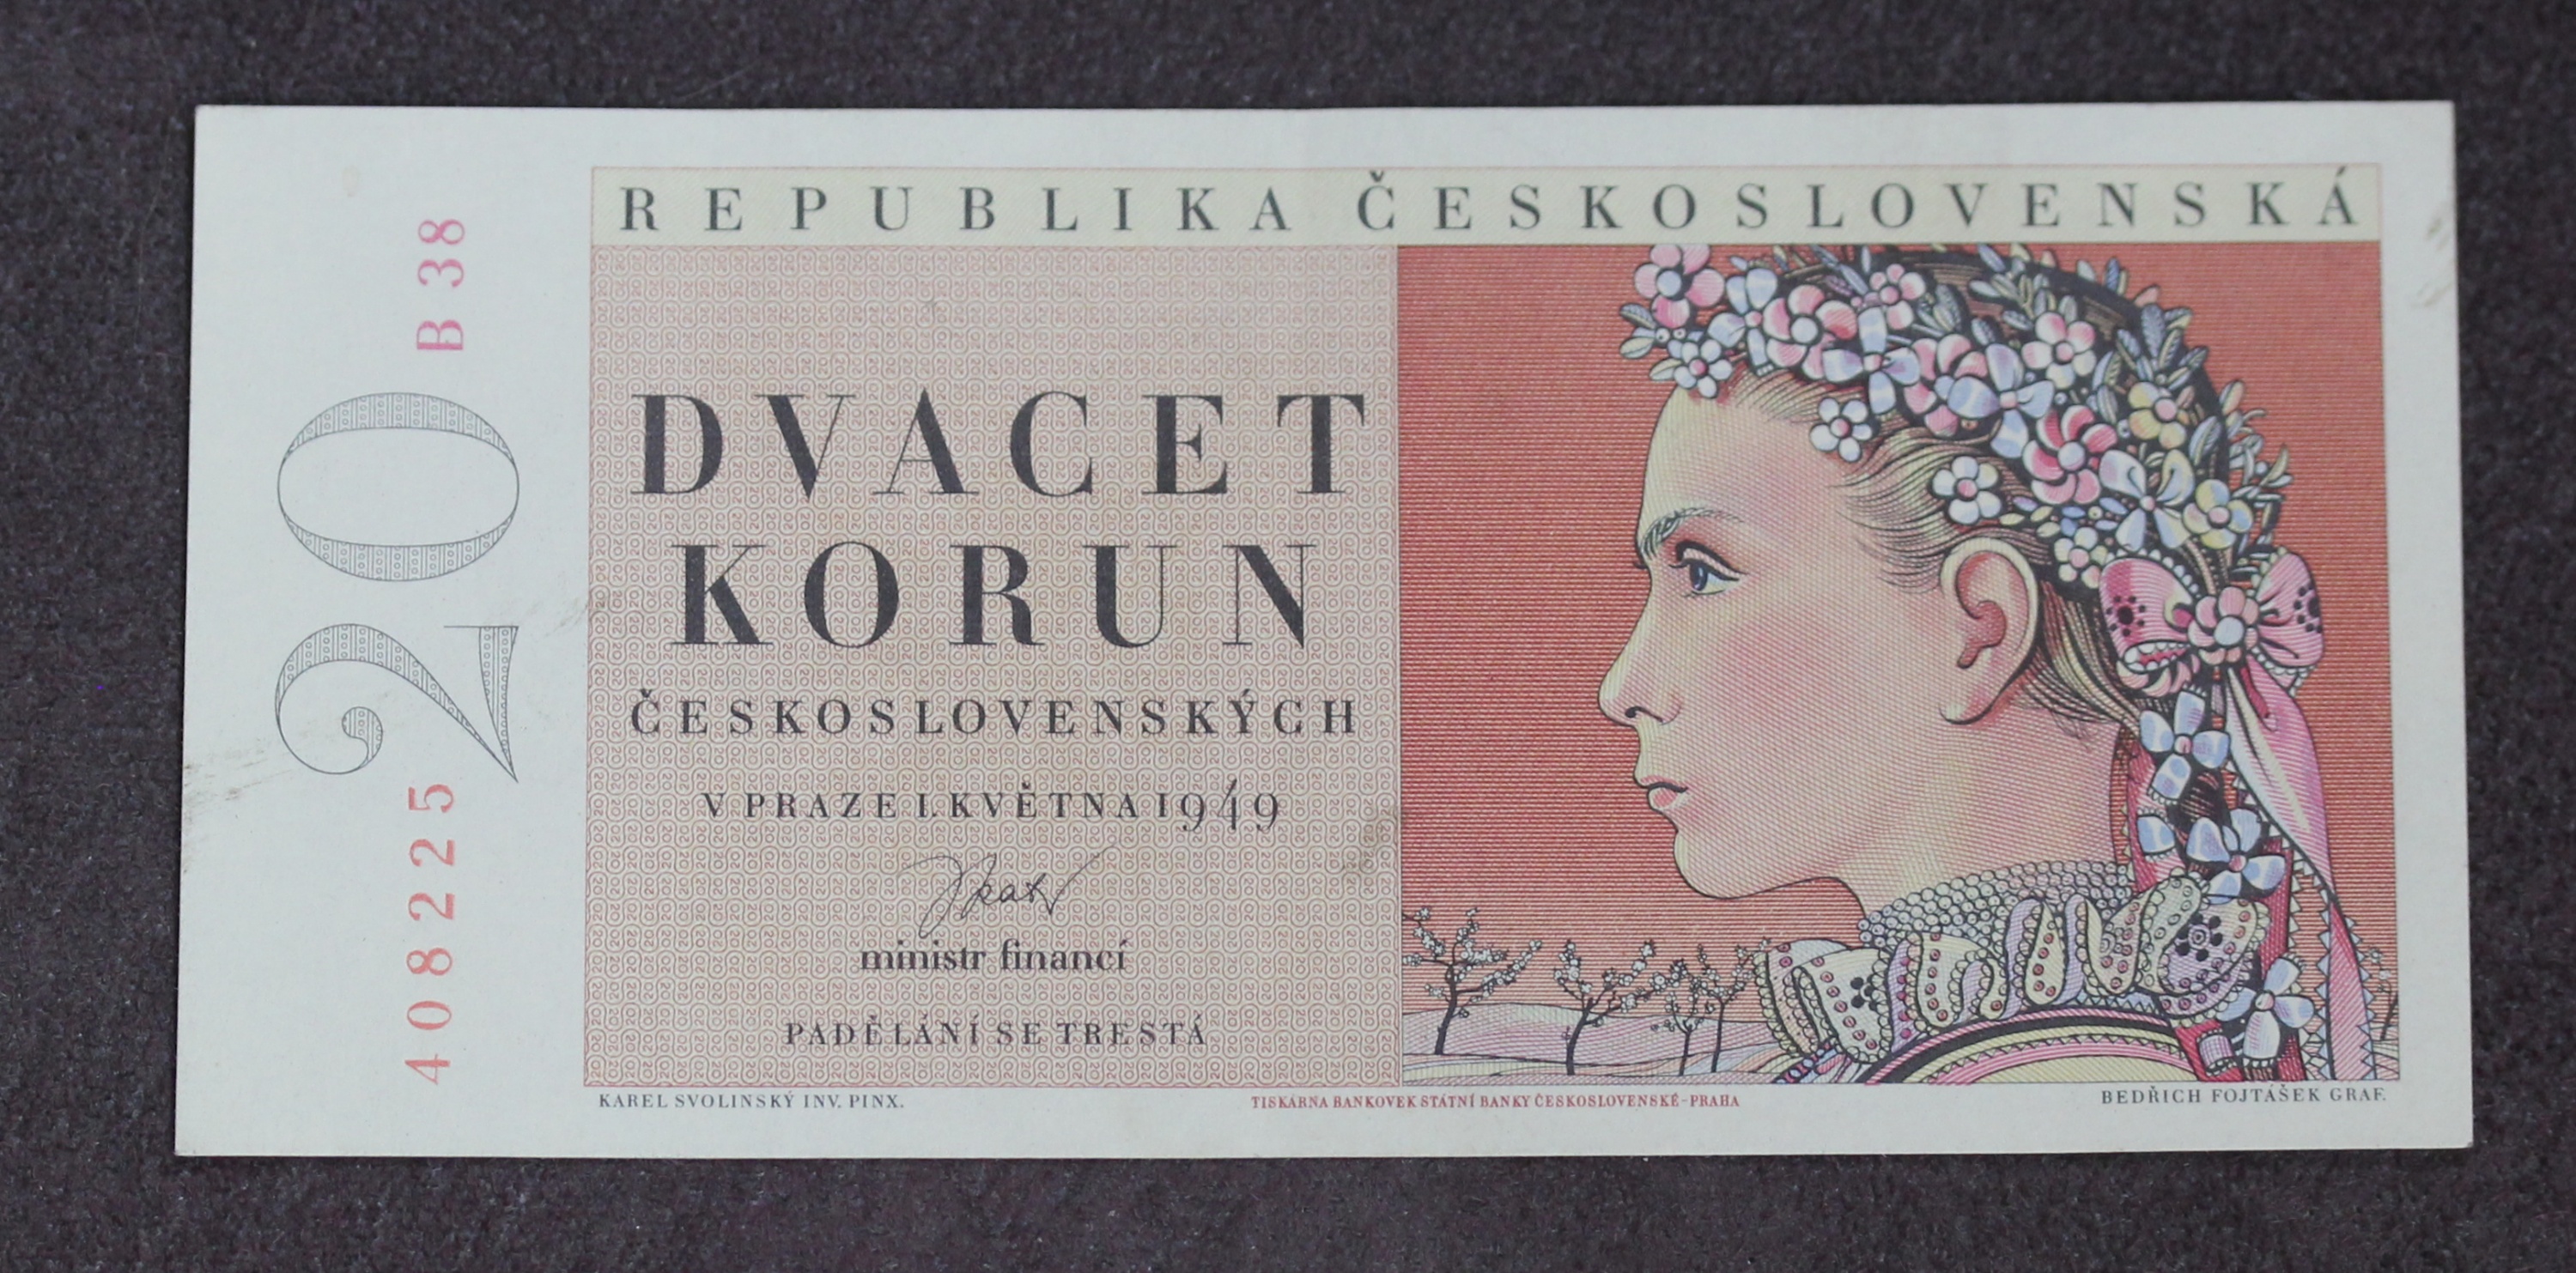 B 38
20
408225
REPUBLIKA ČESKOSLOVENSKÁ
DVACET
KORUN
ČESKOSLOVENSKÝCH
V PRAZE 1. KVĚTNA 1949
ministr financí
PADĚLÁNÍ SE TRESTÁ
KAREL SVOLINSKÝ INV. PINX.
TISKÁRNA BANKOVEK STÁTNÍ BANKY ČESKOSLOVENSKÉ-PRAHA
BEDŘICH FOJTÁŠEK GRAF.